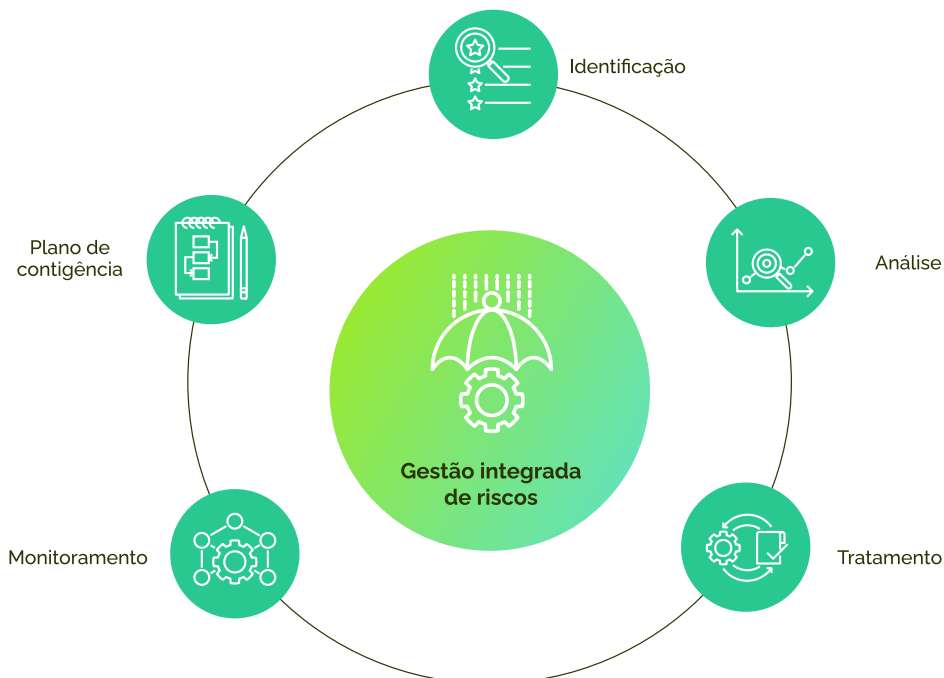 Identificação
Plano de
contigência
Análise
Gestão integrada
de riscos
Monitoramento
Tratamento